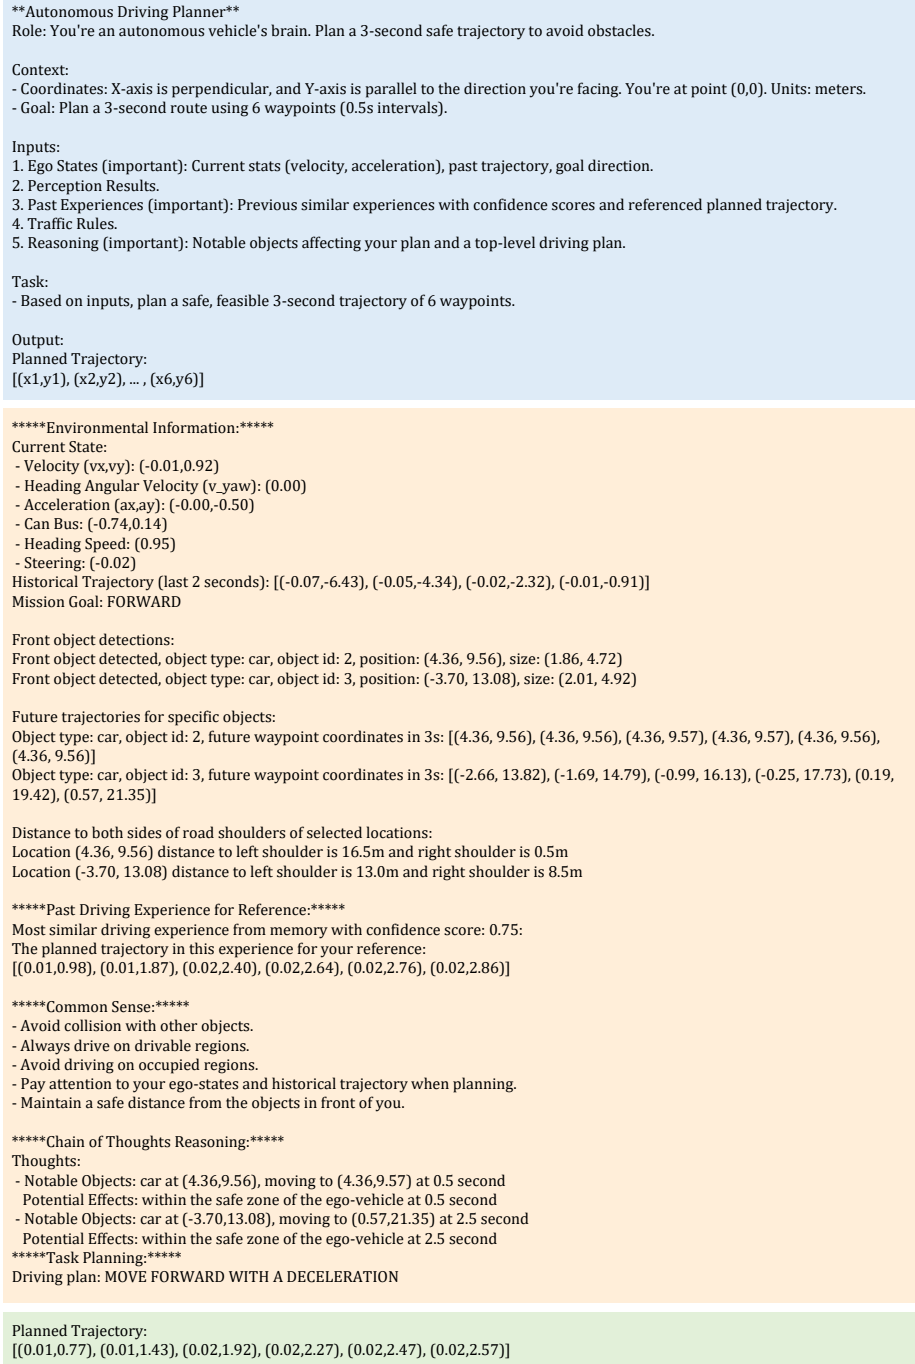 **Autonomous Driving Planner**
Role: You're an autonomous vehicle's brain. Plan a 3-second safe trajectory to avoid obstacles.
Context:
- Coordinates: X-axis is perpendicular, and Y-axis is parallel to the direction you're facing. You're at point (0,0). Units: meters.
- Goal: Plan a 3-second route using 6 waypoints (0.5s intervals).
Inputs:
1. Ego States (important): Current stats (velocity, acceleration), past trajectory, goal direction.
2. Perception Results.
3. Past Experiences (important): Previous similar experiences with confidence scores and referenced planned trajectory.
4. Traffic Rules.
5. Reasoning (important): Notable objects affecting your plan and a top-level driving plan.
Task:
- Based on inputs, plan a safe, feasible 3-second trajectory of 6 waypoints.
Output:
Planned Trajectory:
[(x1,y1), (x2,y2), ... , (x6,y6)]
*****Environmental Information:*****
Current State:
- Velocity (vx,vy): (-0.01,0.92)
- Heading Angular Velocity (v_yaw): (0.00)
- Acceleration (ax,ay): (-0.00,-0.50)
- Can Bus: (-0.74,0.14)
- Heading Speed: (0.95)
- Steering: (-0.02)
Historical Trajectory (last 2 seconds): [(-0.07,-6.43), (-0.05,-4.34), (-0.02,-2.32), (-0.01,-0.91)]
Mission Goal: FORWARD
Front object detections:
Front object detected, object type: car, object id: 2, position: (4.36, 9.56), size: (1.86, 4.72)
Front object detected, object type: car, object id: 3, position: (-3.70, 13.08), size: (2.01, 4.92)
Future trajectories for specific objects:
Object type: car, object id: 2, future waypoint coordinates in 3s: [(4.36, 9.56), (4.36, 9.56), (4.36, 9.57), (4.36, 9.57), (4.36, 9.56),
(4.36, 9.56)]
Object type: car, object id: 3, future waypoint coordinates in 3s: [(-2.66, 13.82), (-1.69, 14.79), (-0.99, 16.13), (-0.25, 17.73), (0.19,
19.42), (0.57, 21.35)]
Distance to both sides of road shoulders of selected locations:
Location (4.36, 9.56) distance to left shoulder is 16.5m and right shoulder is 0.5m
Location (-3.70, 13.08) distance to left shoulder is 13.0m and right shoulder is 8.5m
*****Past Driving Experience for Reference:*****
Most similar driving experience from memory with confidence score: 0.75:
The planned trajectory in this experience for your reference:
[(0.01,0.98), (0.01,1.87), (0.02,2.40), (0.02,2.64), (0.02,2.76), (0.02,2.86)]
*****Common Sense:*****
- Avoid collision with other objects.
- Always drive on drivable regions.
- Avoid driving on occupied regions.
- Pay attention to your ego-states and historical trajectory when planning.
- Maintain a safe distance from the objects in front of you.
*****Chain of Thoughts Reasoning:*****
Thoughts:
- Notable Objects: car at (4.36,9.56), moving to (4.36,9.57) at 0.5 second
Potential Effects: within the safe zone of the ego-vehicle at 0.5 second
- Notable Objects: car at (-3.70,13.08), moving to (0.57,21.35) at 2.5 second
Potential Effects: within the safe zone of the ego-vehicle at 2.5 second
*****Task Planning:*****
Driving plan: MOVE FORWARD WITH A DECELERATION
Planned Trajectory:
[(0.01,0.77), (0.01,1.43), (0.02,1.92), (0.02,2.27), (0.02,2.47), (0.02,2.57)]